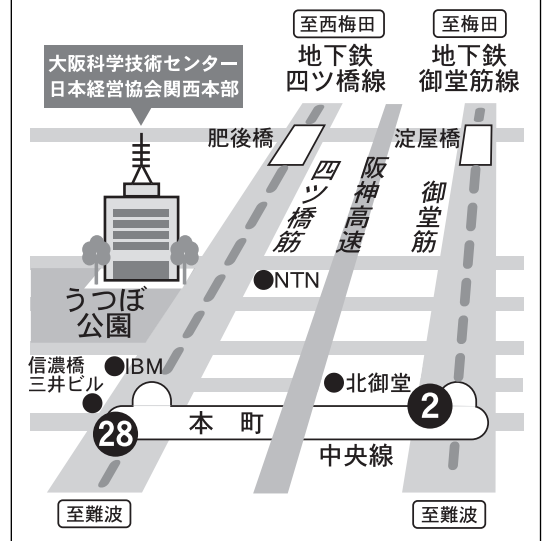 至西梅田
至梅田
地下鉄
四ツ橋線
地下鉄
御堂筋線
大阪科学技術センター
日本経営協会関西本部
肥後橋
淀屋橋
四ツ橋筋
阪神高速
御堂筋
NTN
うつぼ
公園
信濃橋
三井ビル
IBM
北御堂
2
28
本町
中央線
至難波
至難波